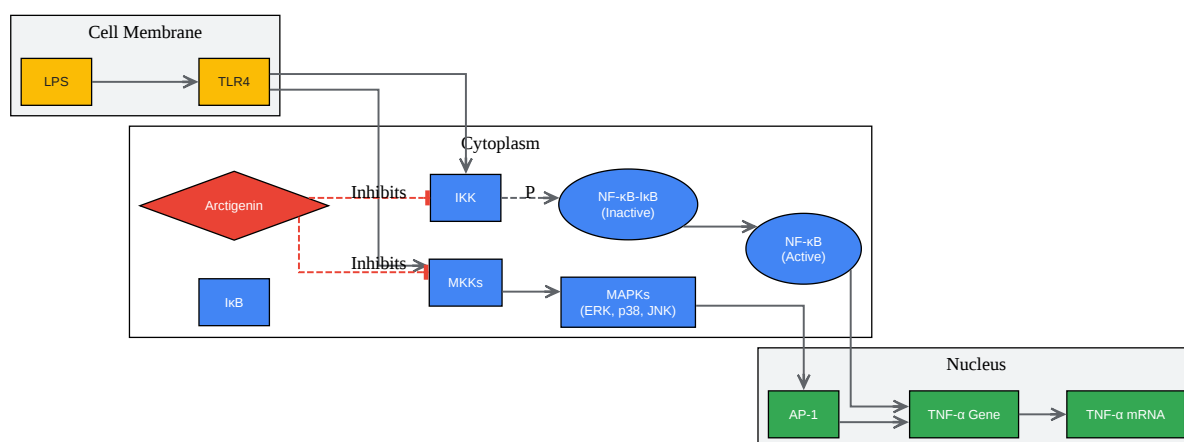 Cell Membrane
LPS
TLR4
Cytoplasm
Arctigenin
Inhibits
IKK
P
NF-κB-IκB
(Inactive)
NF-κB
(Active)
Inhibits
MKKs
MAPKs
(ERK, p38, JNK)
IκB
Nucleus
AP-1
TNF-α Gene
TNF-α mRNA